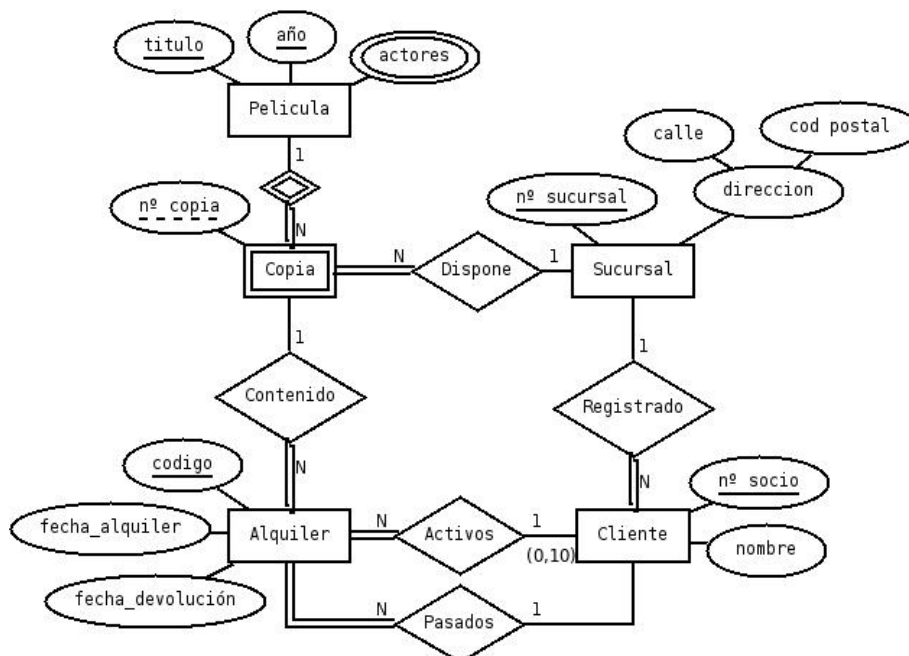 titulo
año
actores
Pelicula
calle
cod postal
1
nº copia
nº sucursal
direccion
N
Copia
N
Dispone
1
Sucursal
1
1
Contenido
Registrado
codigo
N
N
nº socio
fecha_alquiler
Alquiler
N
Activos
1
(0,10)
Cliente
nombre
fecha_devolución
N
Pasados
1